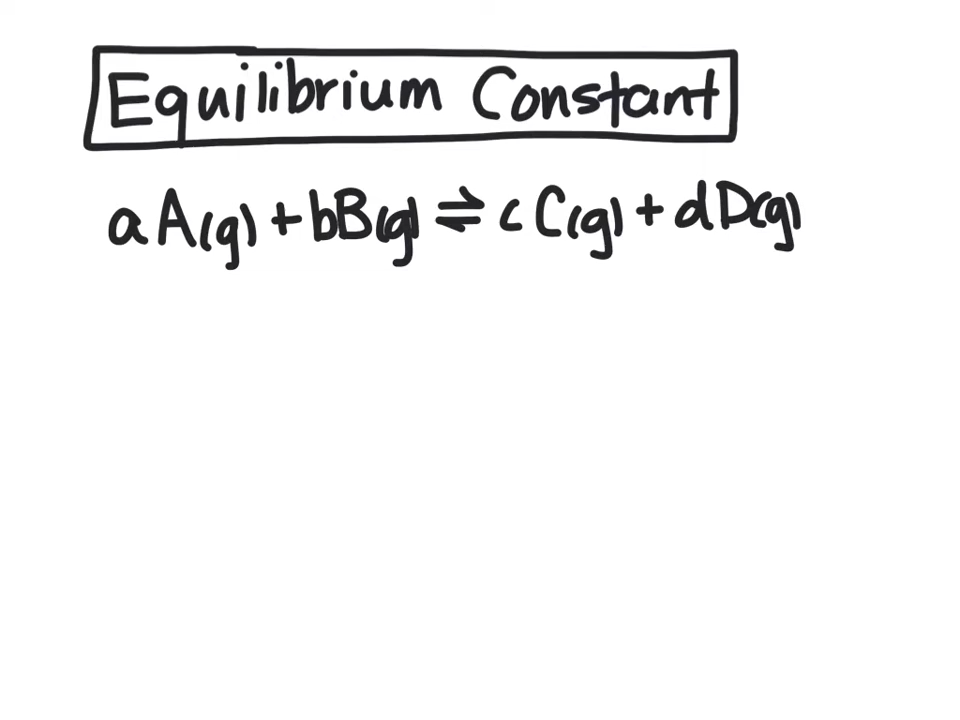 Equilibrium Constant
aA(g) + bB(g) ⇌ cC(g) + dD(g)